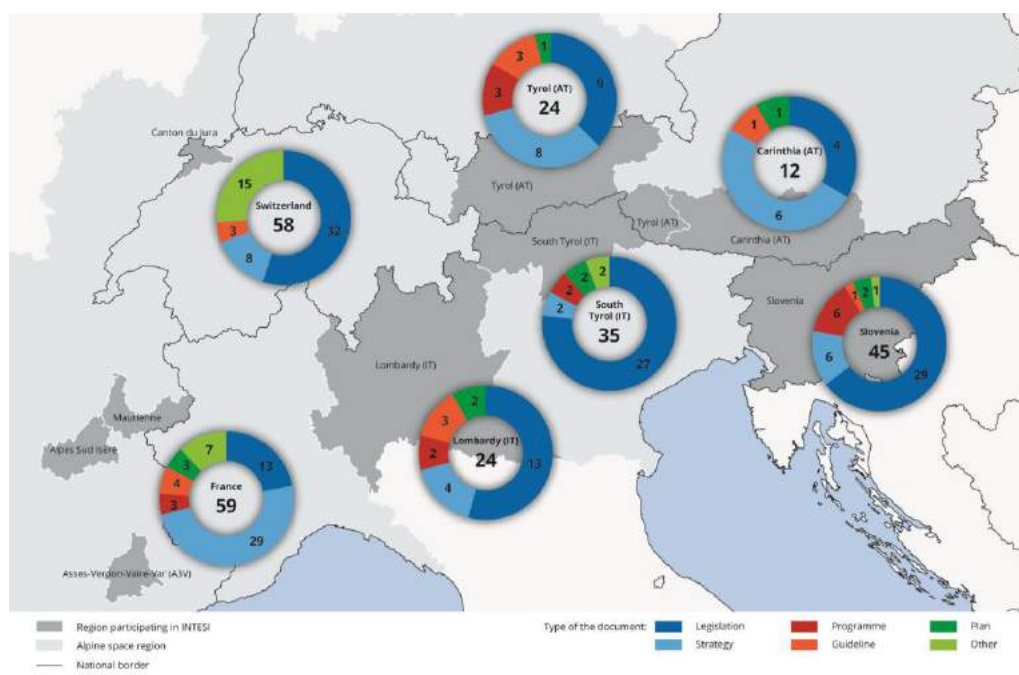 1
3
9
3
Tyrol (AT)
24
8
Canton du Jura
1
1
4
Carinthia (AT)
12
6
15
Switzerland
58
32
3
8
Tyrol (AT)
Tyrol (AT)
South Tyrol (IT)
Carinthia (AT)
2
2
2
2
South
Tyrol (IT)
35
27
Slovenia
1
2
1
6
Slovenia
45
6
29
Lombardy (IT)
2
3
Lombardy (IT)
24
2
13
4
Maurienne
Alpes Sud Isère
7
13
3
4
France
59
3
29
Asses-Verdon-Vaire-Var (A3V)
Region participating in INTESI
Alpine space region
National border
Type of the document:
Legislation
Programme
Plan
Strategy
Guideline
Other